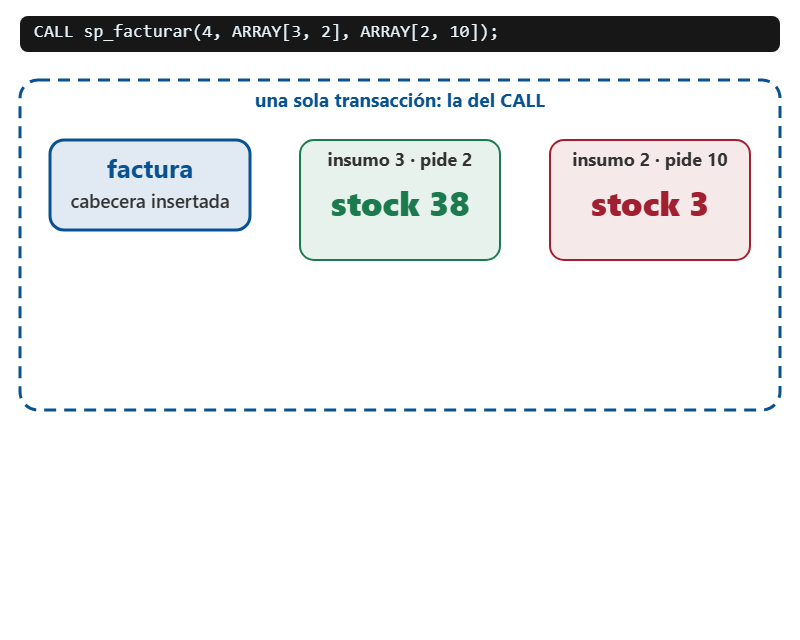 CALL sp_facturar(4, ARRAY[3, 2], ARRAY[2, 10]);
una sola transacción: la del CALL
factura
cabecera insertada
insumo 3 · pide 2
stock 38
insumo 2 · pide 10
stock 3